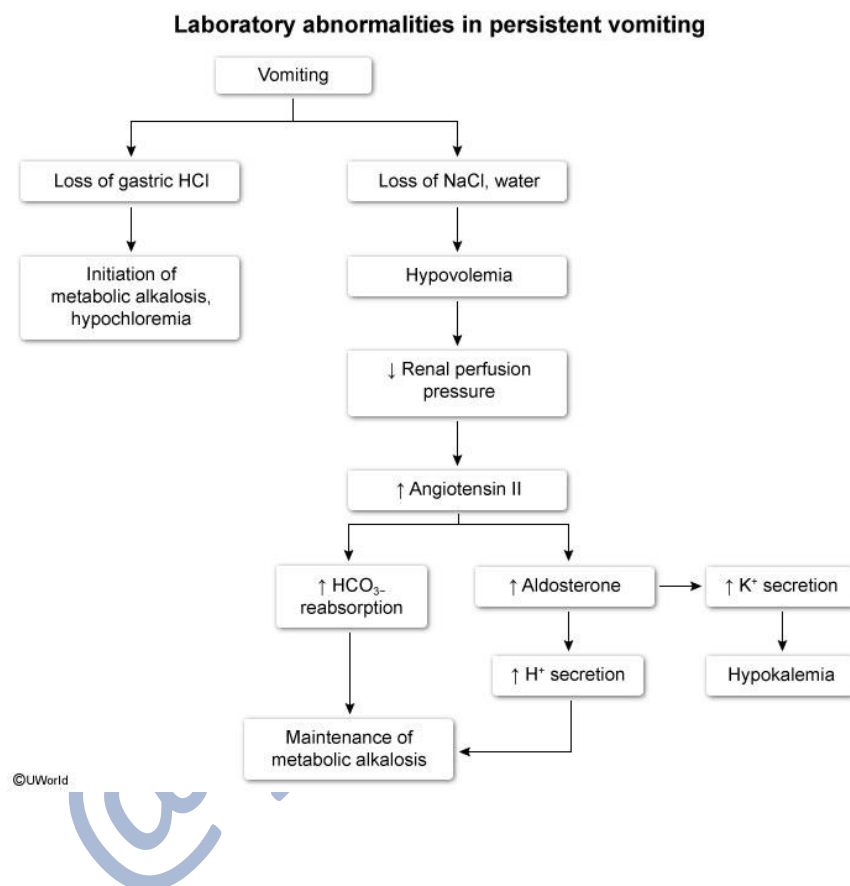 Laboratory abnormalities in persistent vomiting
Vomiting
Loss of gastric HCl
Loss of NaCl, water
Initiation of
metabolic alkalosis,
hypochloremia
Hypovolemia
↓ Renal perfusion
pressure
↑ Angiotensin II
↑ HCO₃₋
reabsorption
↑ Aldosterone
↑ K⁺ secretion
↑ H⁺ secretion
Hypokalemia
Maintenance of
metabolic alkalosis
©UWorld